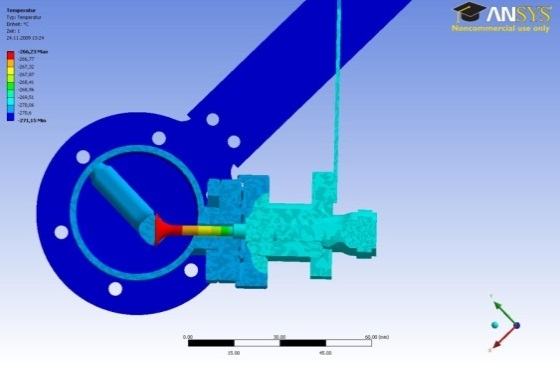 Temperatur
Typ: Temperatur
Einheit: °C
Zeit: 1
24.11.2009 15:24
-266,23 Max
-266,77
-267,32
-267,87
-268,41
-268,96
-269,51
-270,06
-270,6
-271,15 Min
ANSYS
Noncommercial use only
0.00
30.00
60.00 (mm)
15.00
45.00
Y
X